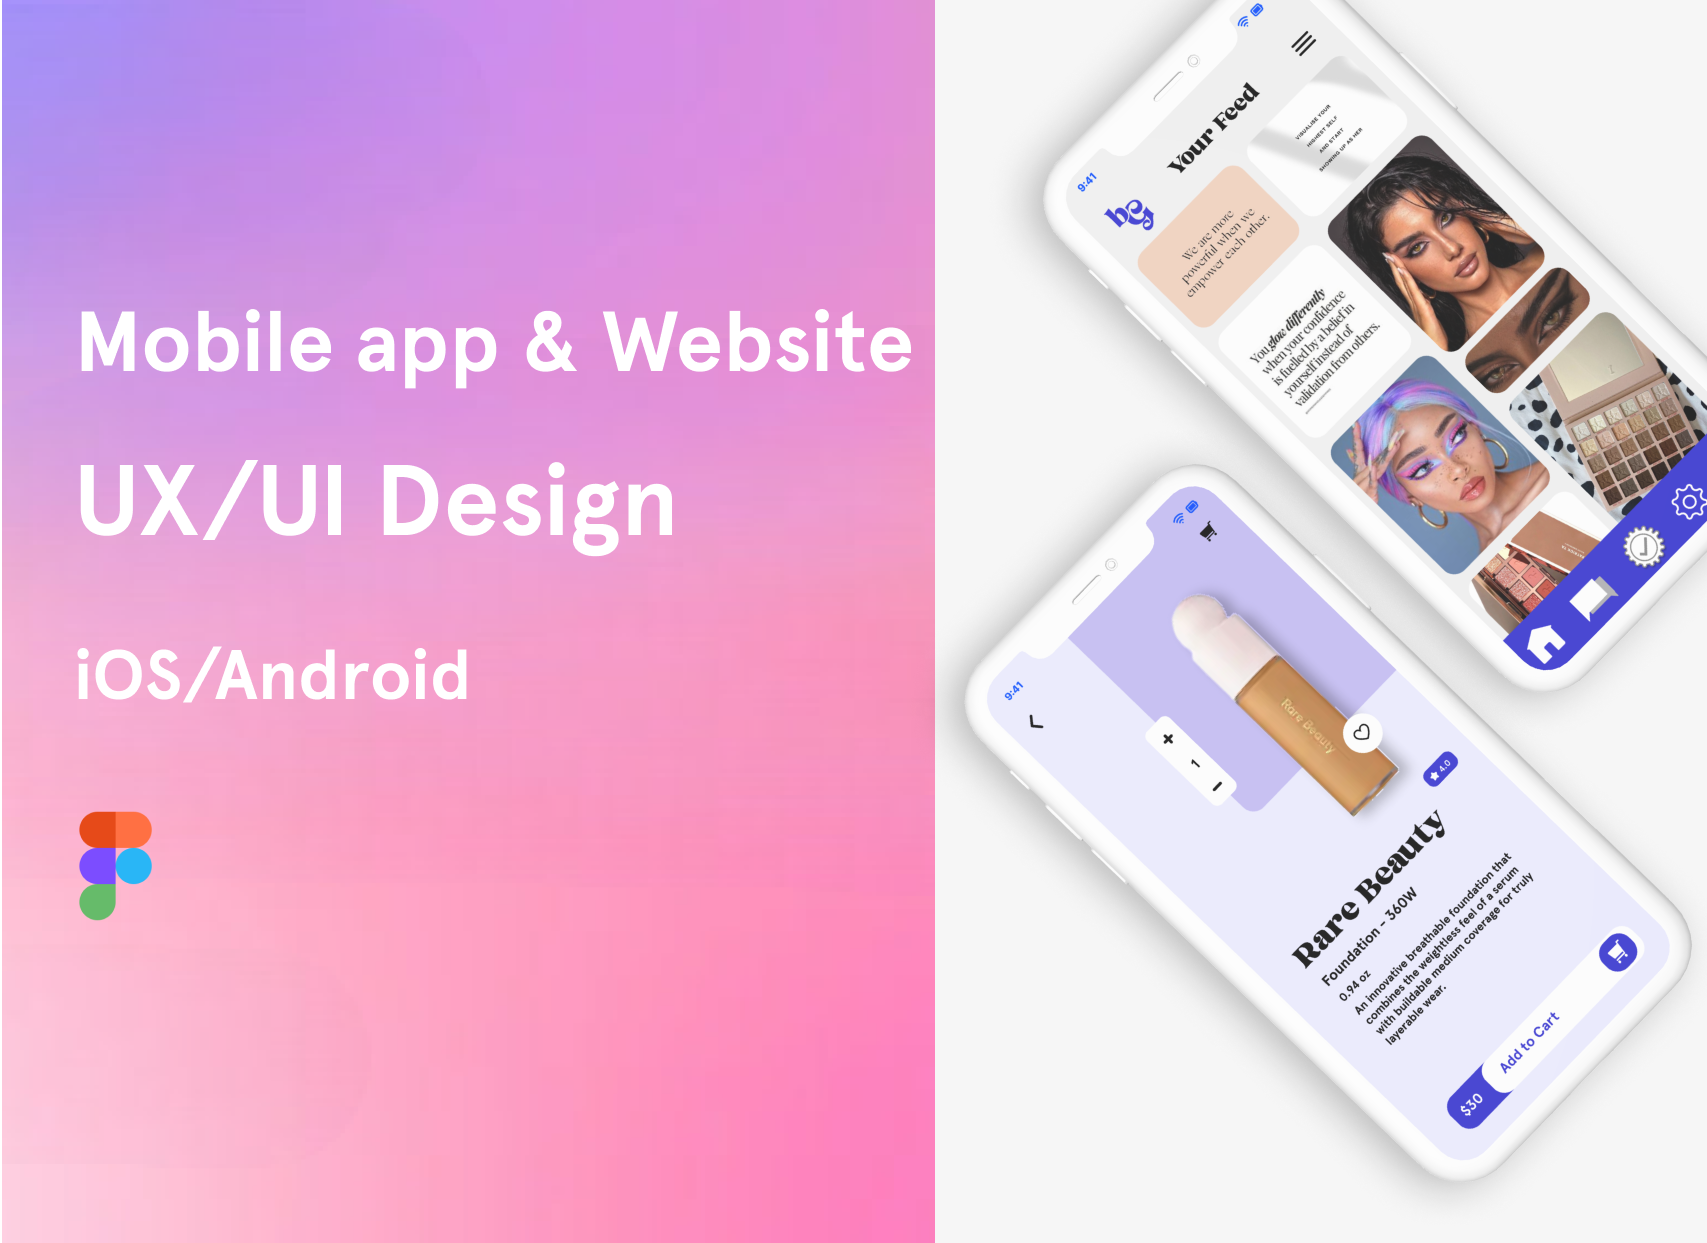 Mobile app & Website
UX/UI Design
iOS/Android
9:41
Your Feed
We are more
powerful when we
empower each other.
VISUALISE YOUR
HIGHEST SELF
AND START
SHOWING UP AS HER
You glow differently
when your confidence
is fuelled by a belief in
yourself instead of
validation from others.
9:41
1
Rare Beauty
4.0
Rare Beauty
Foundation - 360W
0.94 oz
An innovative breathable foundation that
combines the weightless feel of a serum
with buildable medium coverage for truly
layerable wear.
$30
Add to Cart